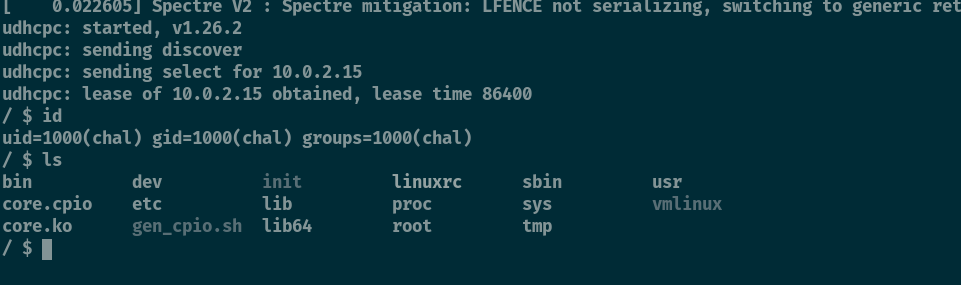 [    0.022605] Spectre V2 : Spectre mitigation: LFENCE not serializing, switching to generic ret
udhcpc: started, v1.26.2
udhcpc: sending discover
udhcpc: sending select for 10.0.2.15
udhcpc: lease of 10.0.2.15 obtained, lease time 86400
/ $ id
uid=1000(chal) gid=1000(chal) groups=1000(chal)
/ $ ls
bin          dev          init         linuxrc      sbin         usr
core.cpio    etc          lib          proc         sys          vmlinux
core.ko      gen_cpio.sh  lib64        root         tmp
/ $